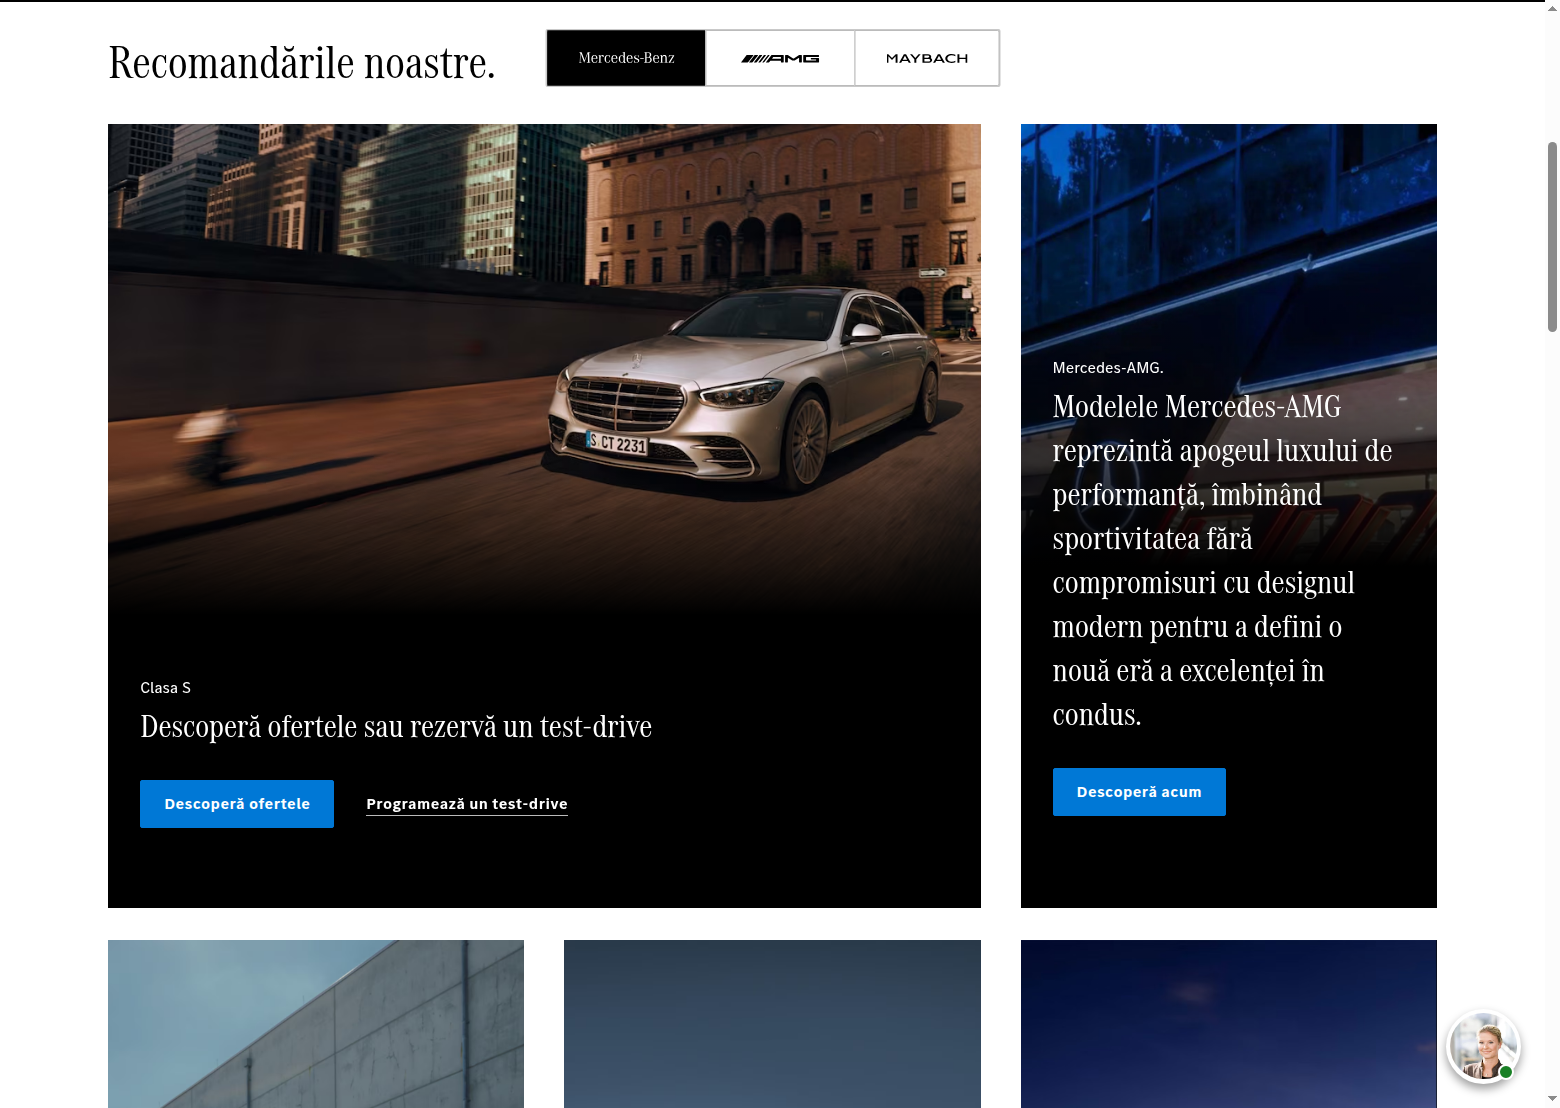 Recomandările noastre.
Mercedes-Benz
AMG
MAYBACH
S CT 2231
Clasa S
Descoperă ofertele sau rezervă un test-drive
Descoperă ofertele
Programează un test-drive
Mercedes-AMG.
Modelele Mercedes-AMG
reprezintă apogeul luxului de
performanță, îmbinând
sportivitatea fără
compromisuri cu designul
modern pentru a defini o
nouă eră a excelenței în
condus.
Descoperă acum